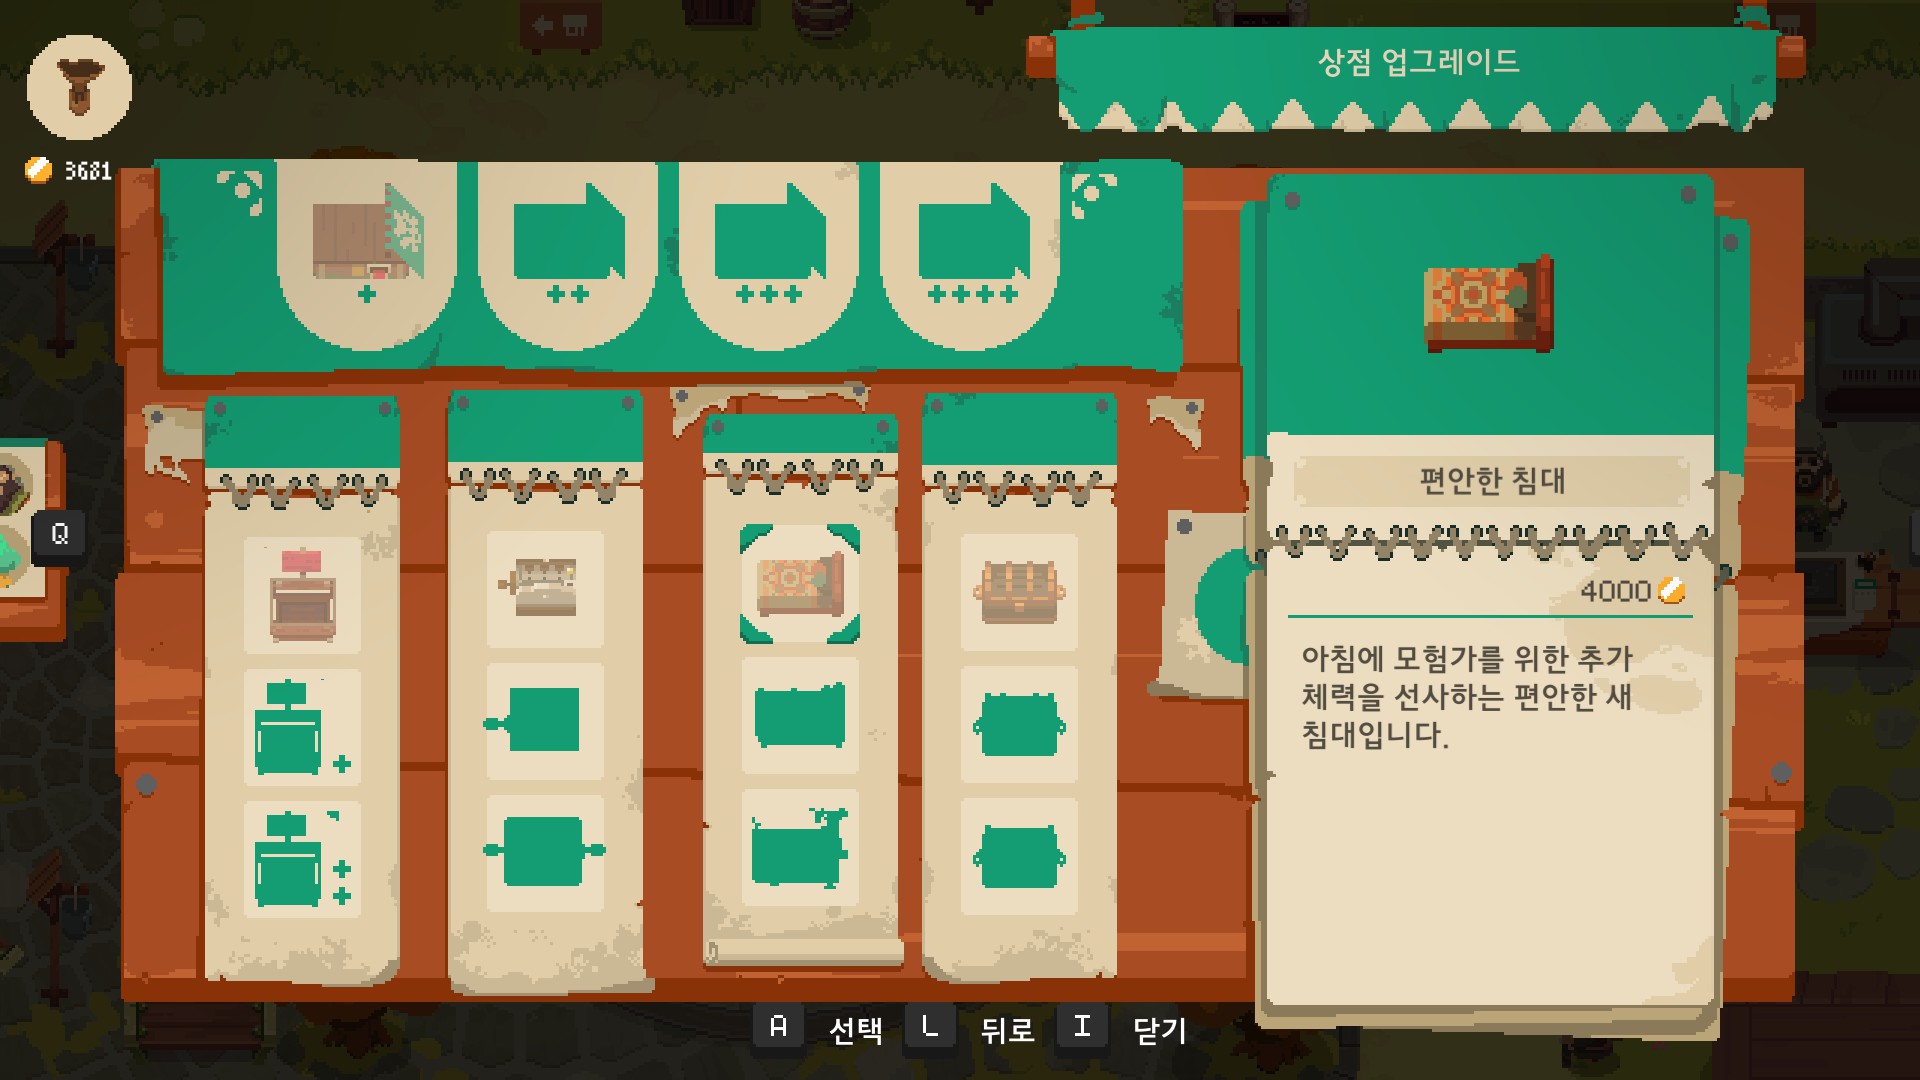 상점 업그레이드
3681
Q
편안한 침대
4000
아침에 모험가를 위한 추가
체력을 선사하는 편안한 새
침대입니다.
A 선택 L 뒤로 I 닫기